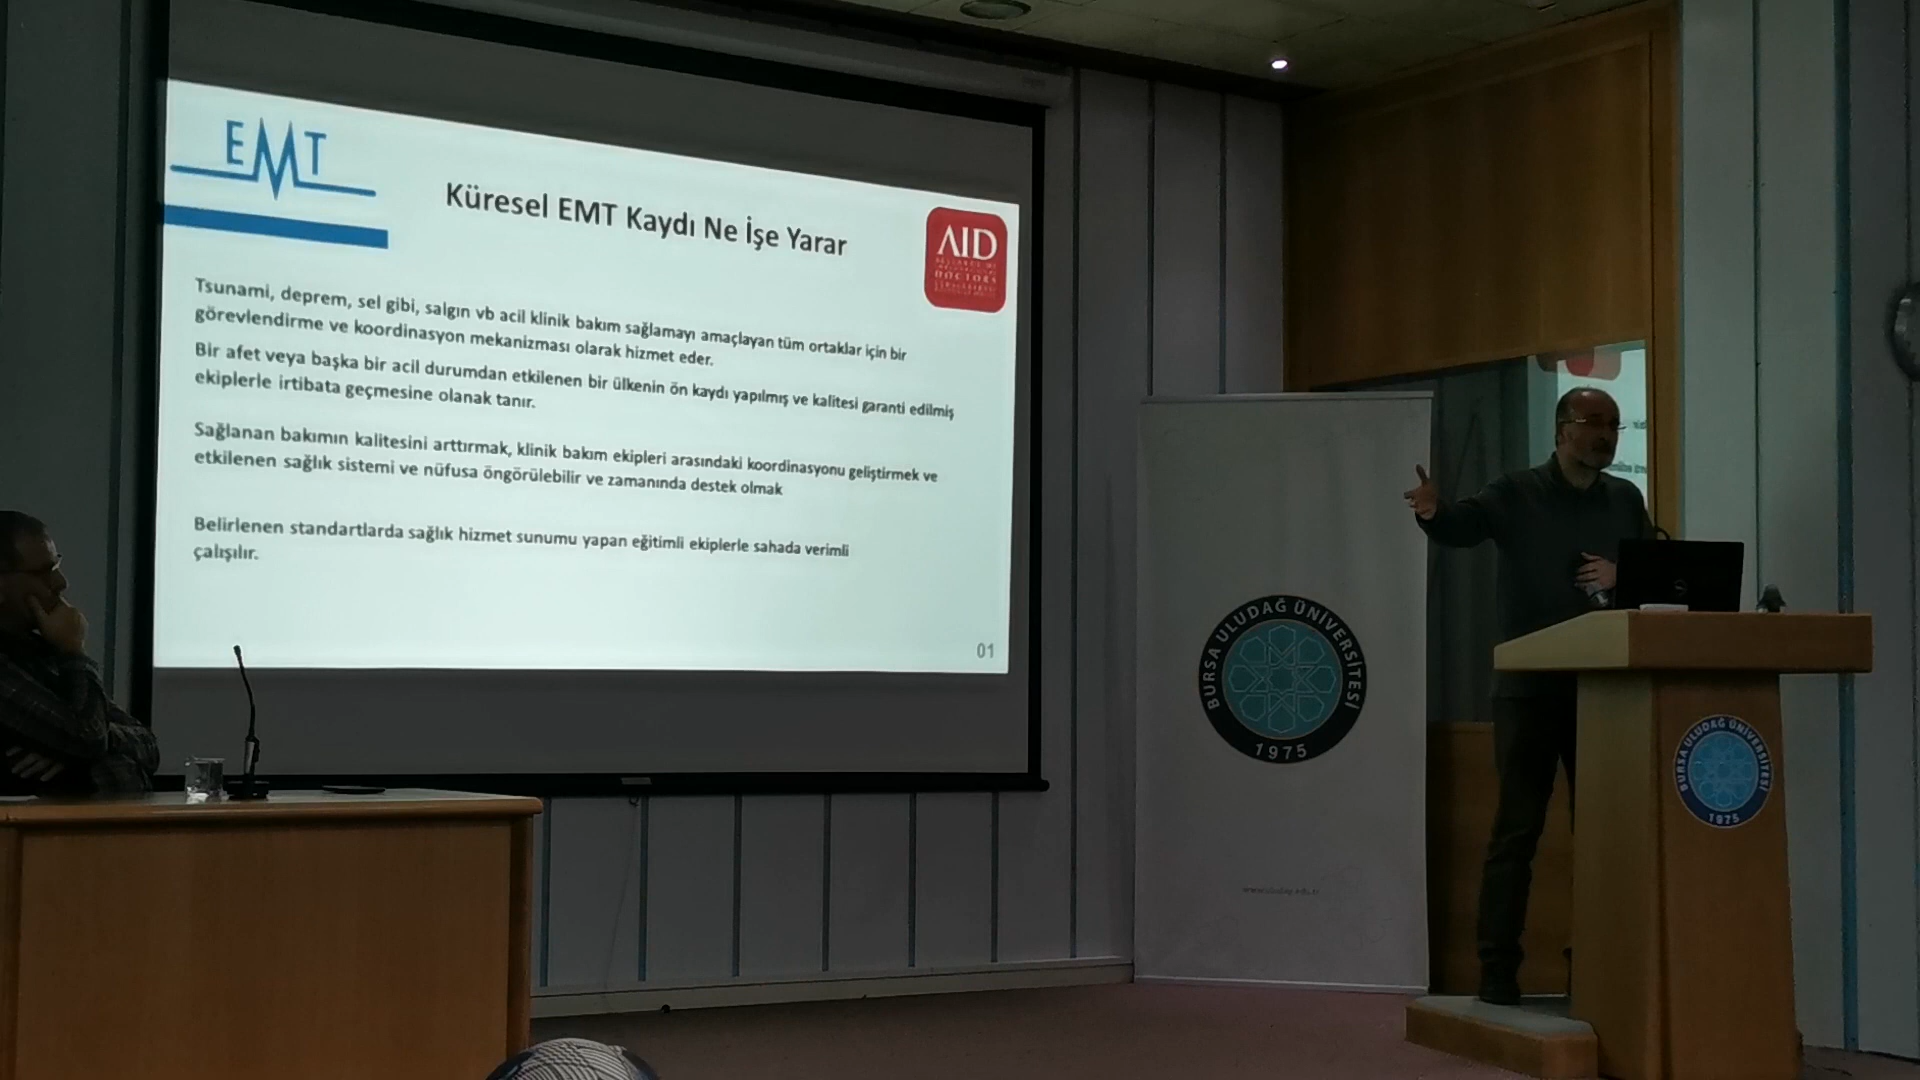 EMT
Küresel EMT Kaydı Ne İşe Yarar
AID
DOCTORS
Tsunami, deprem, sel gibi, salgın vb acil klinik bakım sağlamayı amaçlayan tüm ortaklar için bir
görevlendirme ve koordinasyon mekanizması olarak hizmet eder.
Bir afet veya başka bir acil durumdan etkilenen bir ülkenin ön kaydı yapılmış ve kalitesi garanti edilmiş
ekiplerle irtibata geçmesine olanak tanır.
Sağlanan bakımın kalitesini arttırmak, klinik bakım ekipleri arasındaki koordinasyonu geliştirmek ve
etkilenen sağlık sistemi ve nüfusa öngörülebilir ve zamanında destek olmak
Belirlenen standartlarda sağlık hizmet sunumu yapan eğitimli ekiplerle sahada verimli
çalışılır.
01
BURSA ULUDAĞ ÜNİVERSİTESİ
1975
www.uludag.edu.tr
BURSA ULUDAĞ ÜNİVERSİTESİ
1975